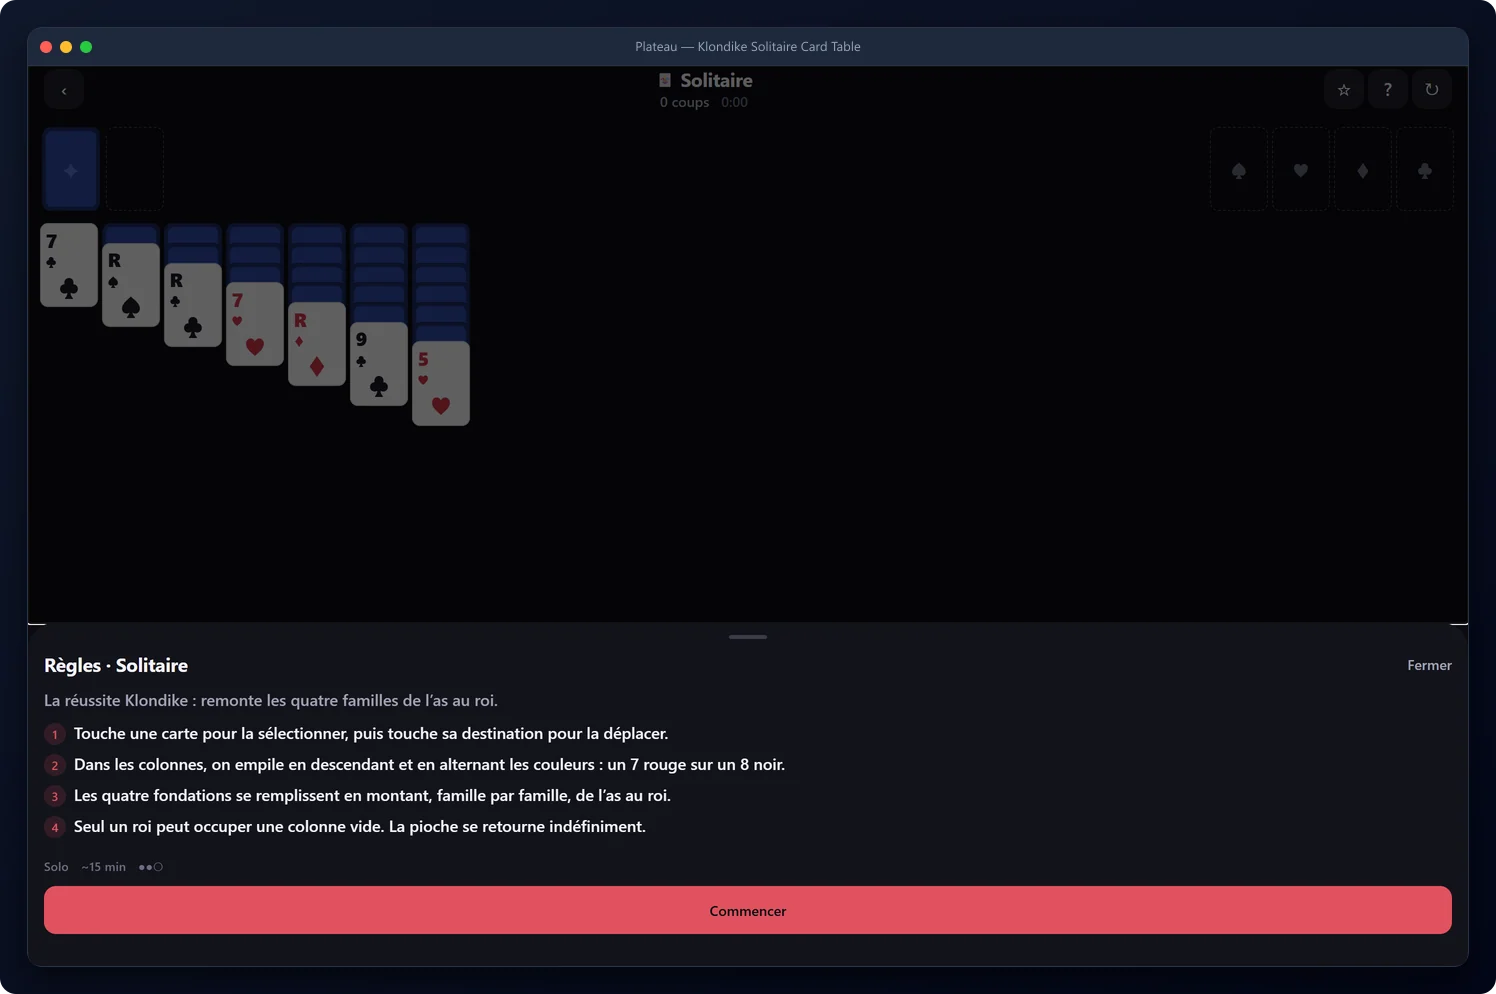 Plateau — Klondike Solitaire Card Table
Solitaire
0 coups 0:00
?
7
R
R
7
R
9
5
Règles · Solitaire
Fermer
La réussite Klondike : remonte les quatre familles de l’as au roi.
1 Touche une carte pour la sélectionner, puis touche sa destination pour la déplacer.
2 Dans les colonnes, on empile en descendant et en alternant les couleurs : un 7 rouge sur un 8 noir.
3 Les quatre fondations se remplissent en montant, famille par famille, de l’as au roi.
4 Seul un roi peut occuper une colonne vide. La pioche se retourne indéfiniment.
Solo ~15 min
Commencer